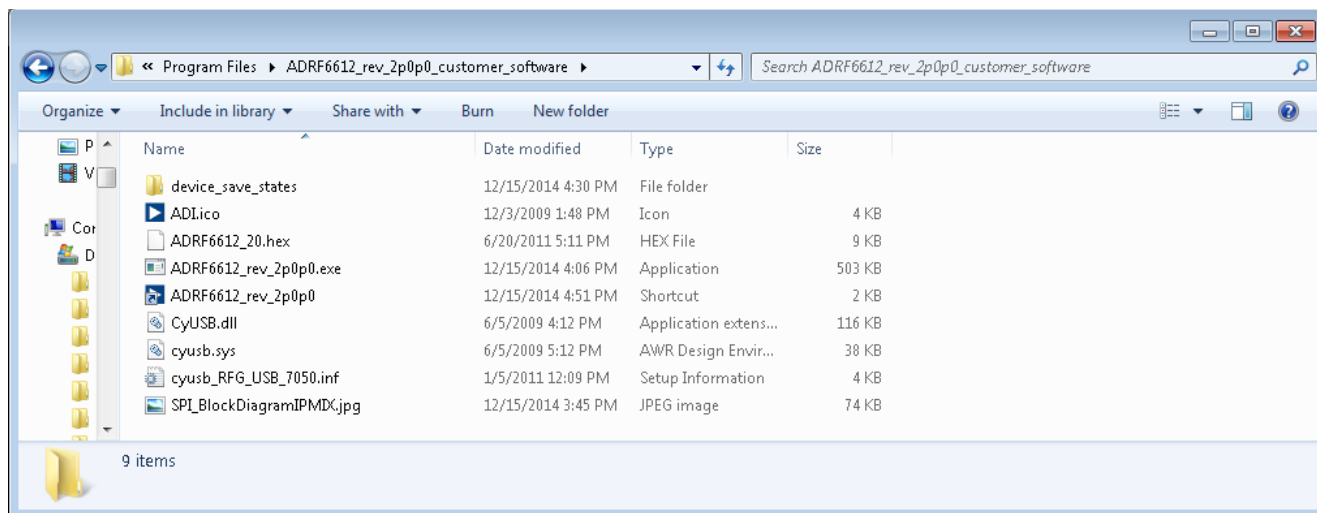 « Program Files ▸ ADRF6612_rev_2p0p0_customer_software ▸ Search ADRF6612_rev_2p0p0_customer_software
Organize Include in library Share with Burn New folder
P Name Date modified Type Size
V device_save_states 12/15/2014 4:30 PM File folder
ADI.ico 12/3/2009 1:48 PM Icon 4 KB
Cor ADRF6612_20.hex 6/20/2011 5:11 PM HEX File 9 KB
D ADRF6612_rev_2p0p0.exe 12/15/2014 4:06 PM Application 503 KB
ADRF6612_rev_2p0p0 12/15/2014 4:51 PM Shortcut 2 KB
CyUSB.dll 6/5/2009 4:12 PM Application extens... 116 KB
cyusb.sys 6/5/2009 5:12 PM AWR Design Envir... 38 KB
cyusb_RFG_USB_7050.inf 1/5/2011 12:09 PM Setup Information 4 KB
SPI_BlockDiagramIPMIX.jpg 12/15/2014 3:45 PM JPEG image 74 KB
9 items